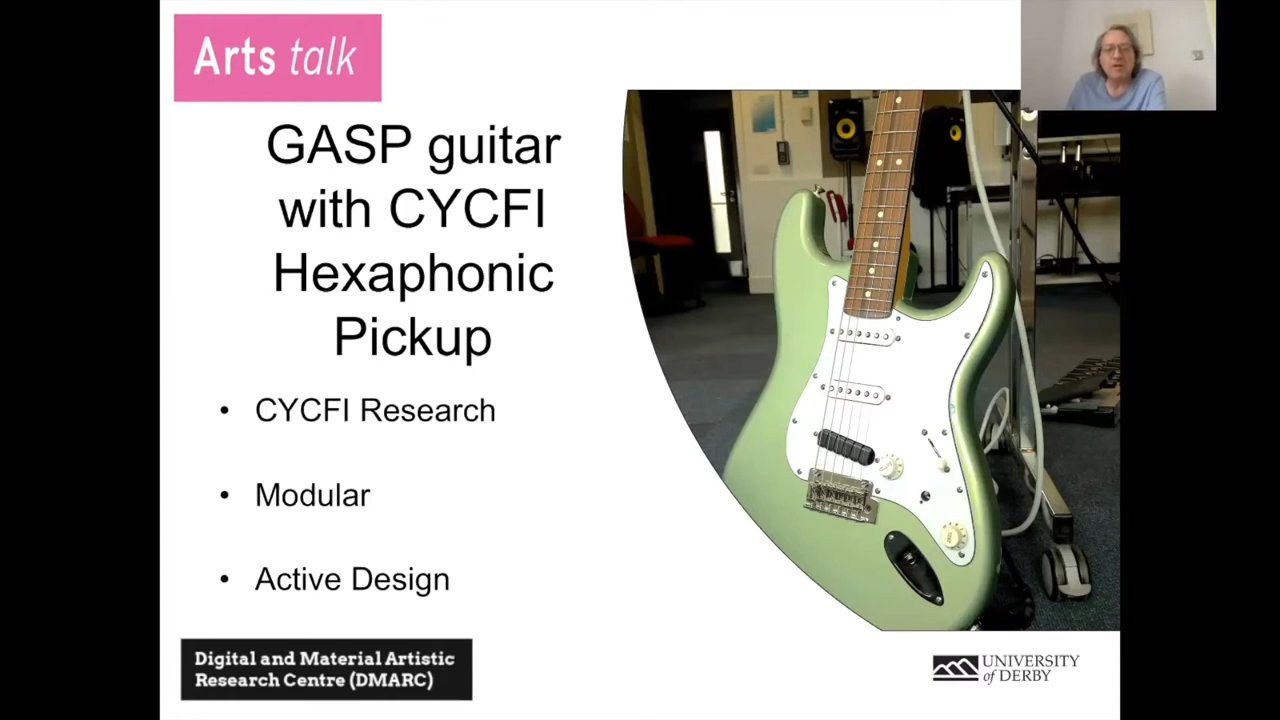 Arts talk
GASP guitar
with CYCFI
Hexaphonic
Pickup
• CYCFI Research
• Modular
• Active Design
Digital and Material Artistic
Research Centre (DMARC)
UNIVERSITY
of DERBY